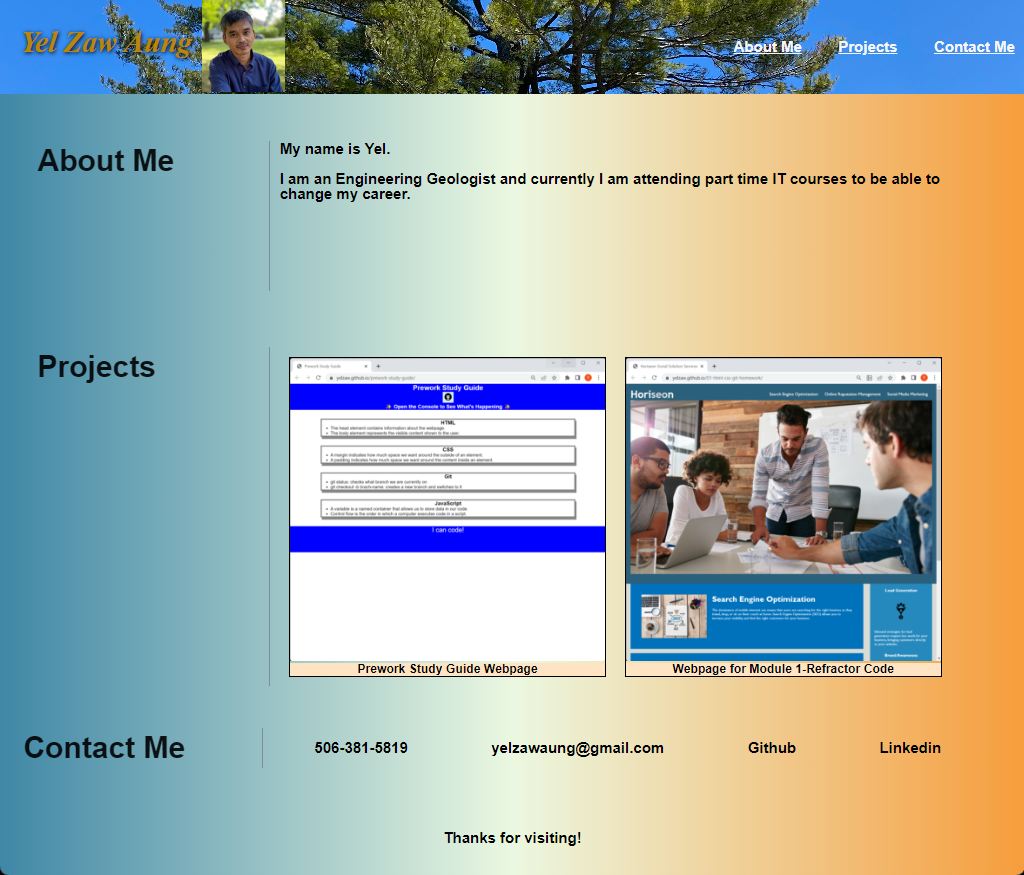 Yel Zaw Aung
About Me
Projects
Contact Me
About Me
My name is Yel.
I am an Engineering Geologist and currently I am attending part time IT courses to be able to
change my career.
Projects
Prework Study Guide
yelzaw.github.io/prework-study-guide/
Prework Study Guide
Open the Console to See What's Happening
HTML
The head element contains information about the webpage
The body element represents the visible content shown to the user.
CSS
A margin indicates how much space we want around the outside of an element.
A padding indicates how much space we want around the content inside an element.
Git
git status: checks what branch we are currently on
git checkout -b branch-name: creates a new branch and switches to it
JavaScript
A variable is a named container that allows us to store data in our code.
Control flow is the order in which a computer executes code in a script.
I can code!
Prework Study Guide Webpage
Horiseon
Search Engine Optimization
Online Reputation Management
Social Media Marketing
Search Engine Optimization
Lead Generation
Brand Awareness
Webpage for Module 1-Refractor Code
Contact Me
506-381-5819
yelzawaung@gmail.com
Github
Linkedin
Thanks for visiting!